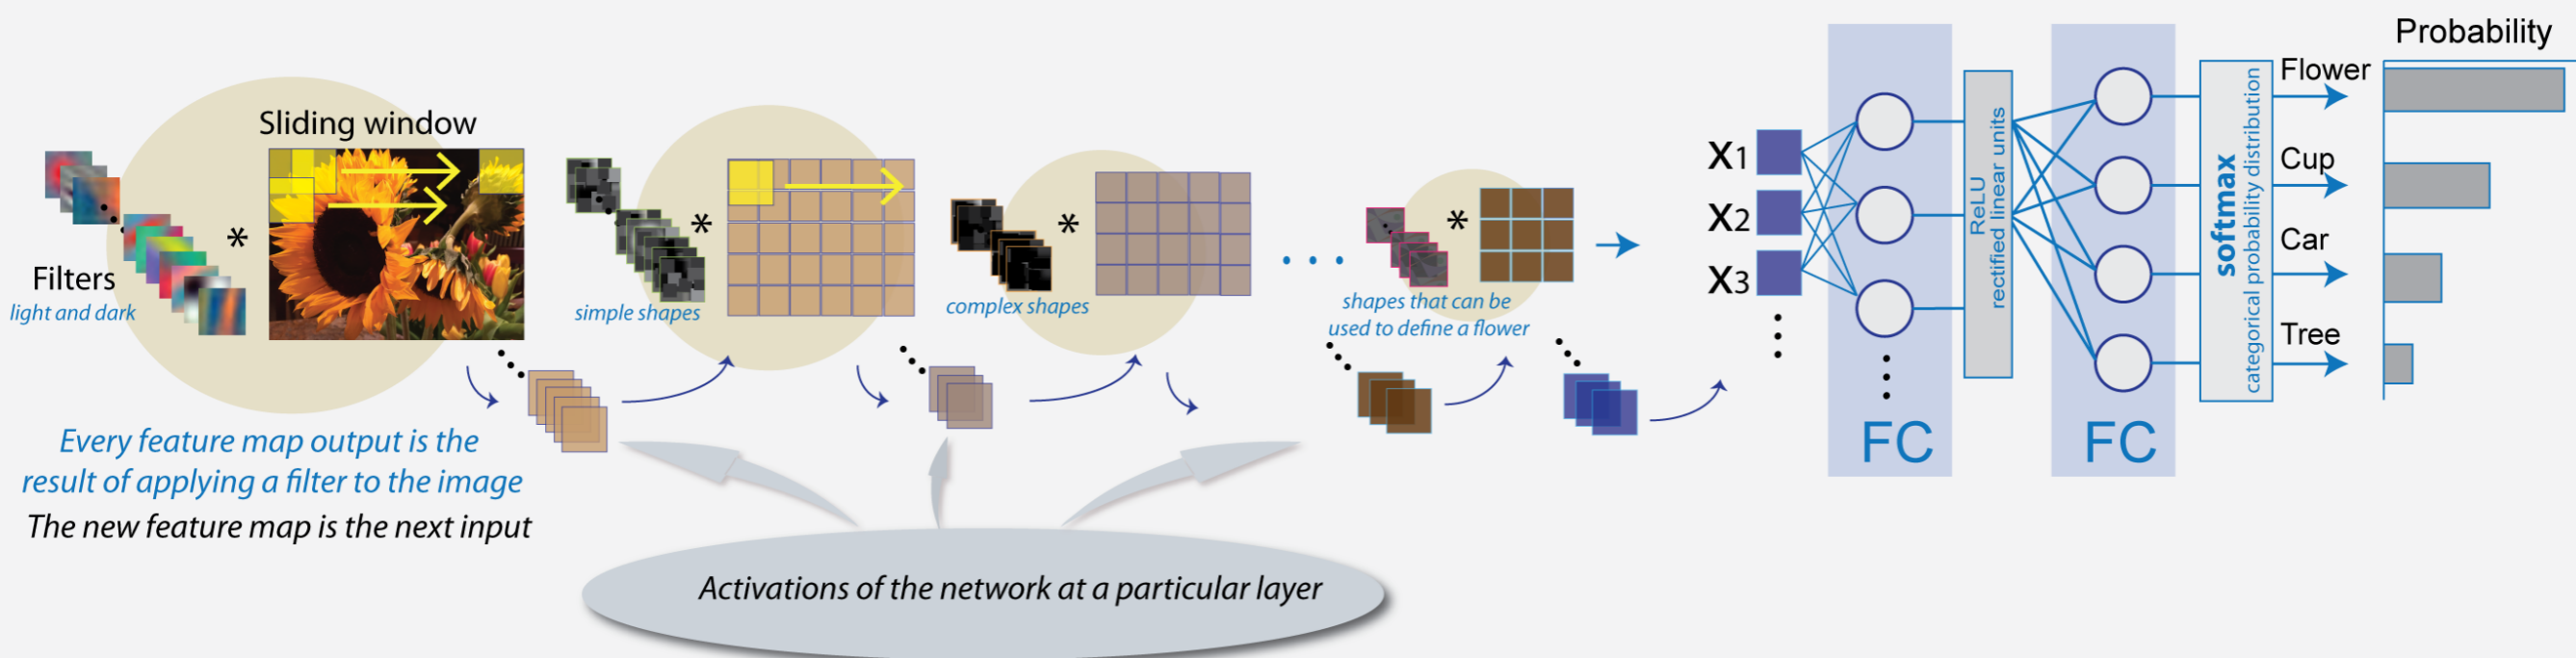 Sliding window
*
Filters
light and dark
*
simple shapes
*
complex shapes
*
shapes that can be
used to define a flower
Every feature map output is the
result of applying a filter to the image
The new feature map is the next input
Activations of the network at a particular layer
X1
X2
X3
FC
ReLU
rectified linear units
FC
softmax
categorical probability distribution
Probability
Flower
Cup
Car
Tree